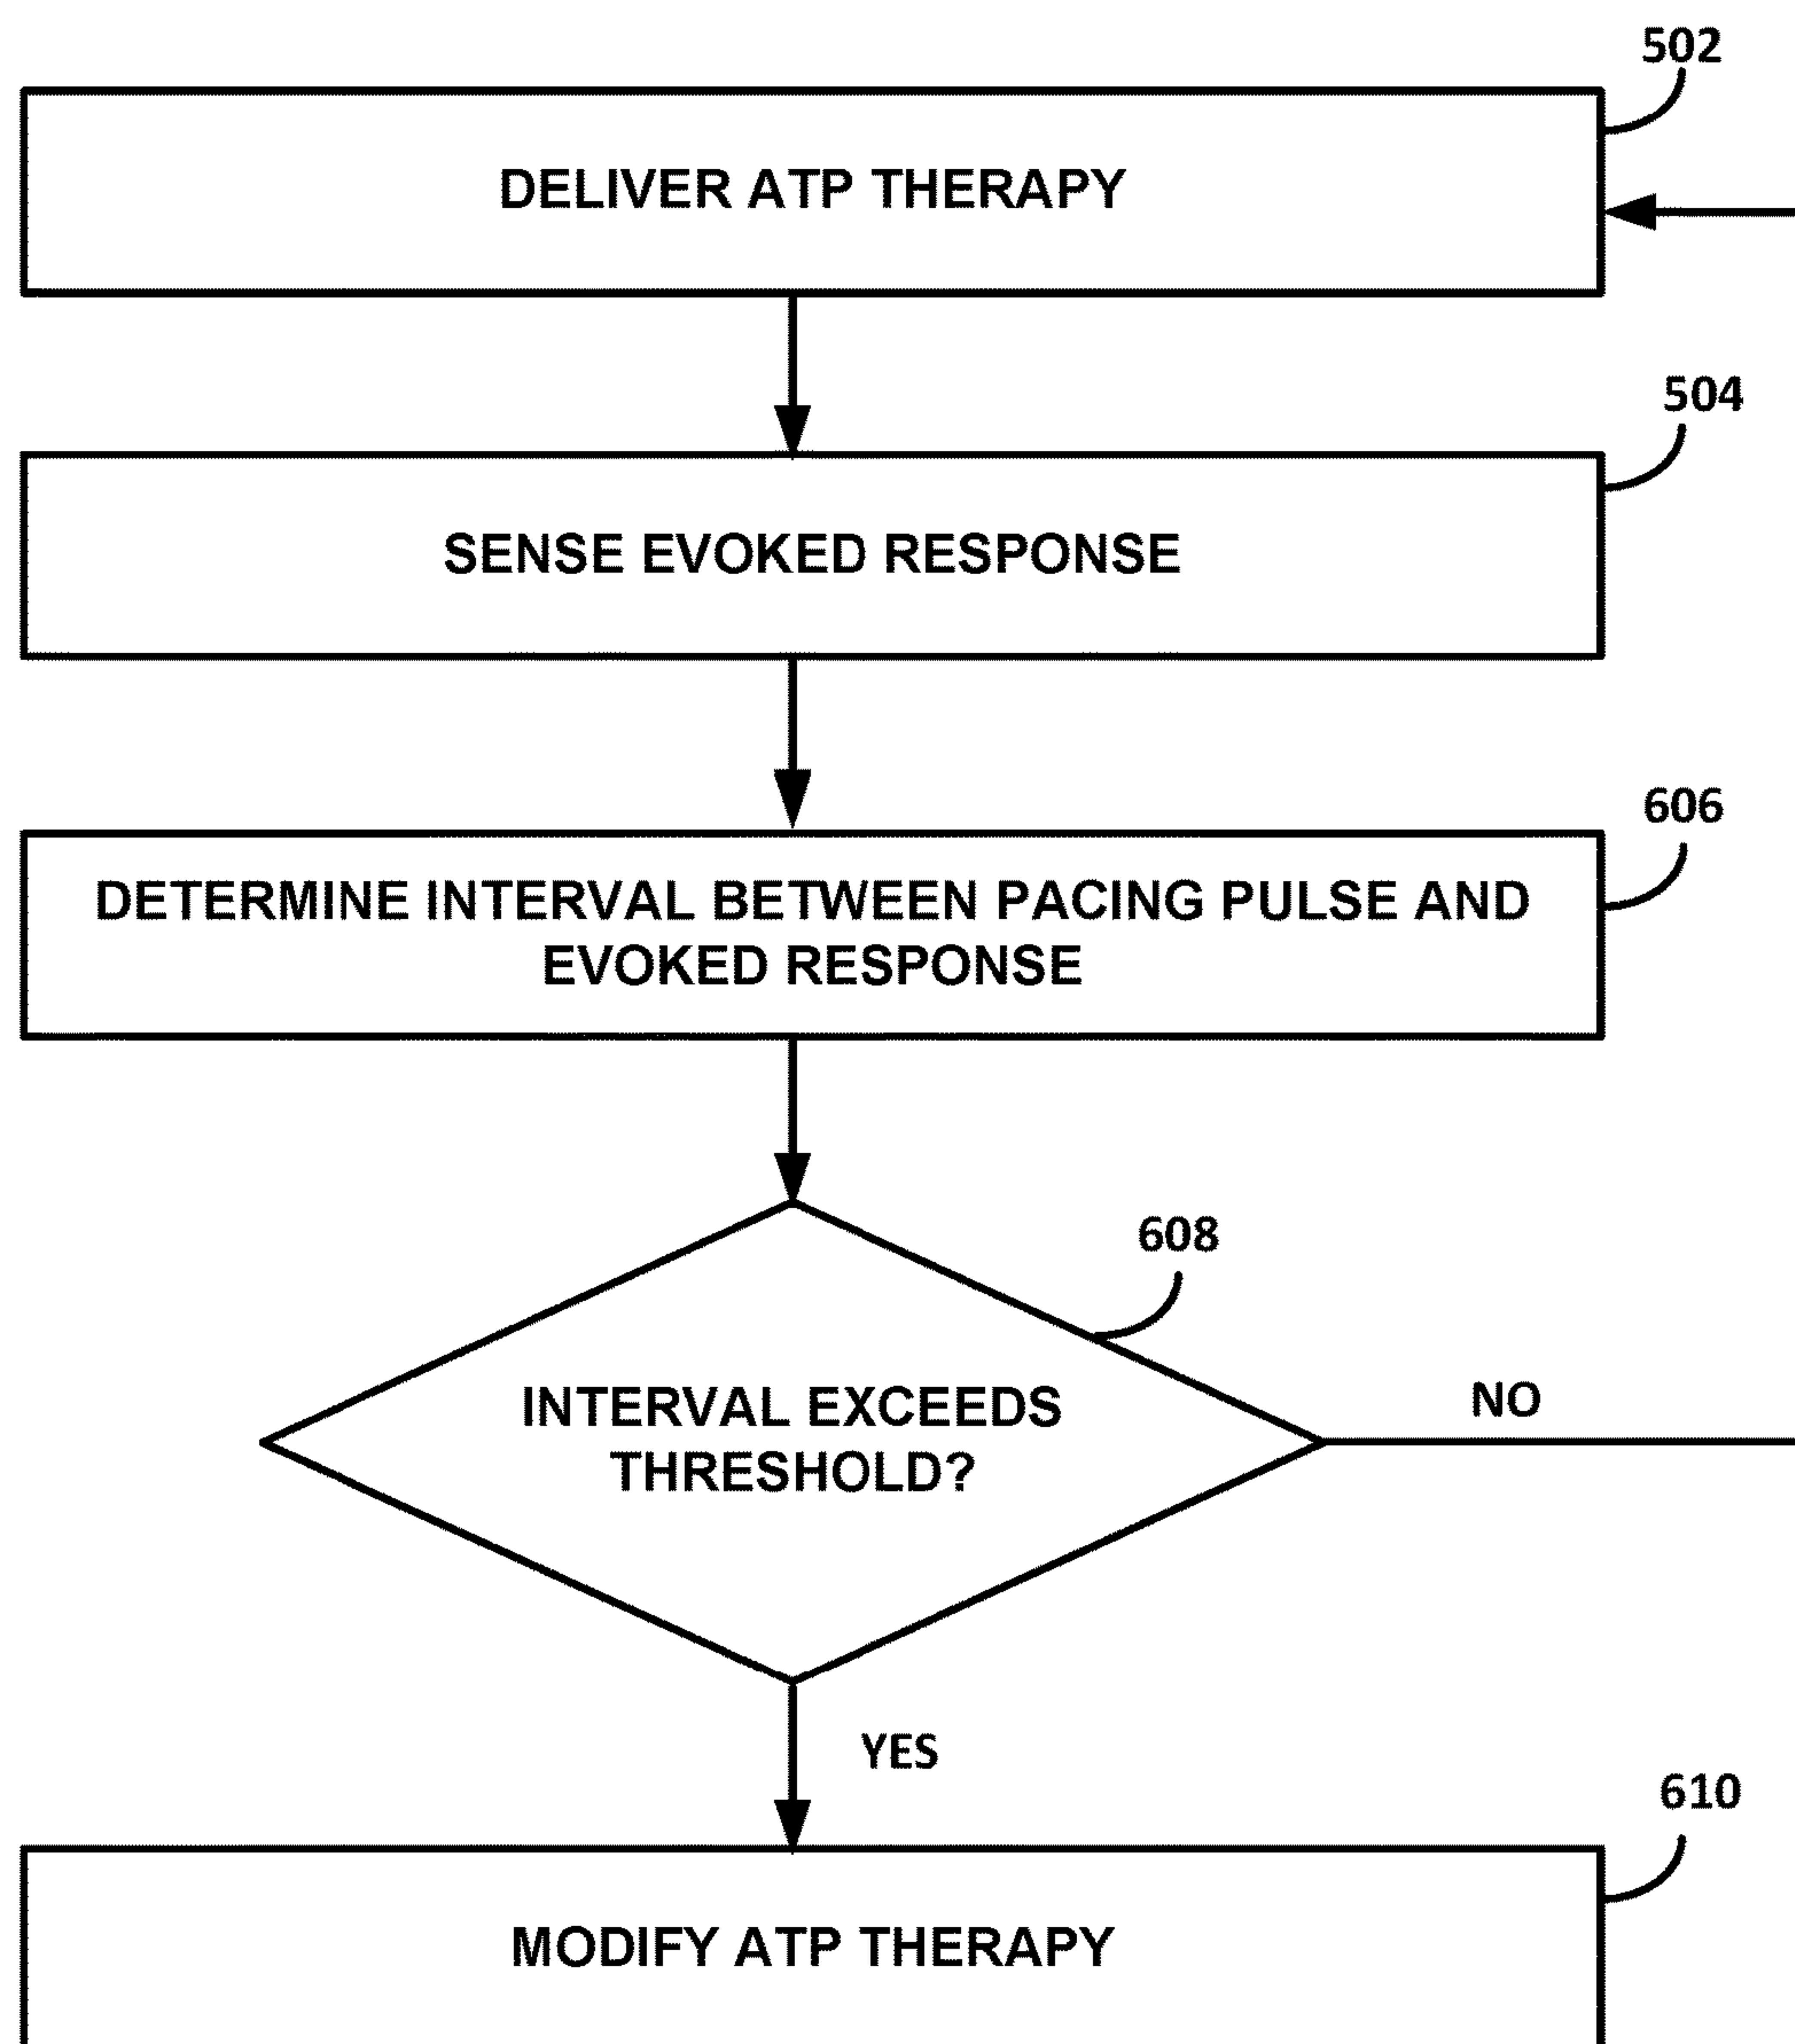 502
DELIVER ATP THERAPY
504
SENSE EVOKED RESPONSE
606
DETERMINE INTERVAL BETWEEN PACING PULSE AND
EVOKED RESPONSE
608
INTERVAL EXCEEDS
THRESHOLD?
NO
YES
610
MODIFY ATP THERAPY